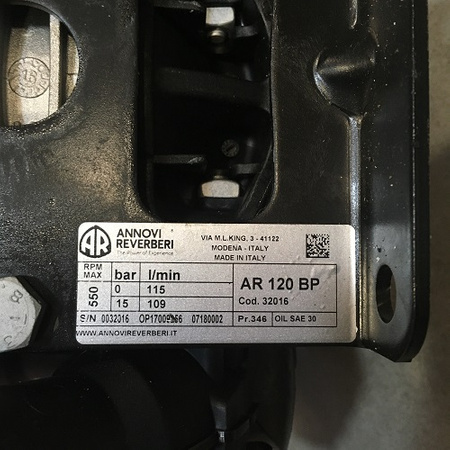 AR ANNOVI REVERBERI
The Power of Experience
VIA M.L.KING, 3 - 41122
MODENA - ITALY
MADE IN ITALY
RPM MAX 550
bar l/min
0 115
15 109
AR 120 BP
Cod. 32016
S/N 0032016 07180002
Pr.346 OIL SAE 30
WWW.ANNOVIREVERBERI.IT